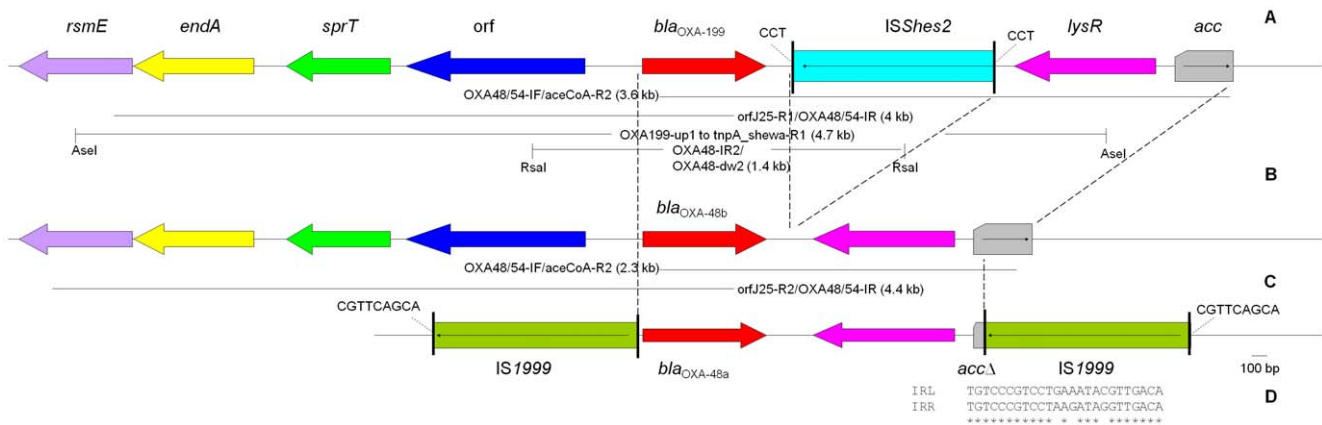 A
rsmE endA sprT orf blaOXA-199 CCT ISShes2 CCT lysR acc
OXA48/54-IF/aceCoA-R2 (3.6 kb)
orfJ25-R1/OXA48/54-IR (4 kb)
OXA199-up1 to tnpA_shewa-R1 (4.7 kb)
AseI AseI
OXA48-IR2/
RsaI RsaI
OXA48-dw2 (1.4 kb)
B
blaOXA-48b
OXA48/54-IF/aceCoA-R2 (2.3 kb)
C
orfJ25-R2/OXA48/54-IR (4.4 kb)
CGTTCAGCA CGTTCAGCA
IS1999 blaOXA-48a accΔ IS1999 100 bp
IRL TGTCCCGTCCTGAAATACGTTGACA
D
IRR TGTCCCGTCCTAAGATAGGTTGACA
*********** * *** *******